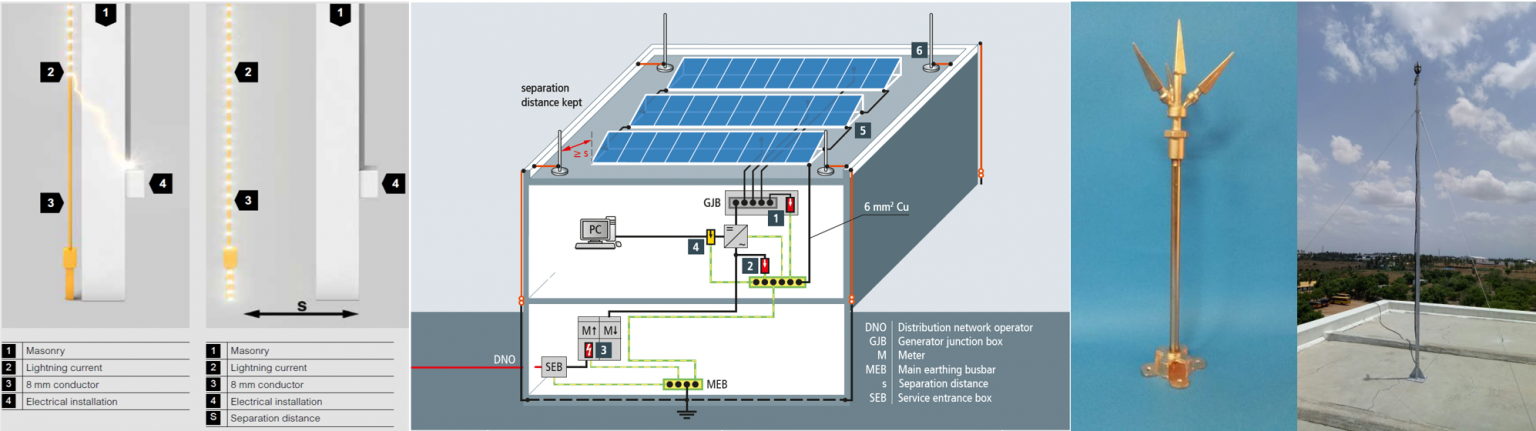 1
2
3
4
1 Masonry
2 Lightning current
3 8 mm conductor
4 Electrical installation
1
2
3
4
S
1 Masonry
2 Lightning current
3 8 mm conductor
4 Electrical installation
S Separation distance
6
separation
distance kept
≥ s
5
GJB
1
6 mm² Cu
PC
4
=
~
2
M↑ M↓
3
DNO
SEB
MEB
DNO Distribution network operator
GJB Generator junction box
M Meter
MEB Main earthing busbar
s Separation distance
SEB Service entrance box